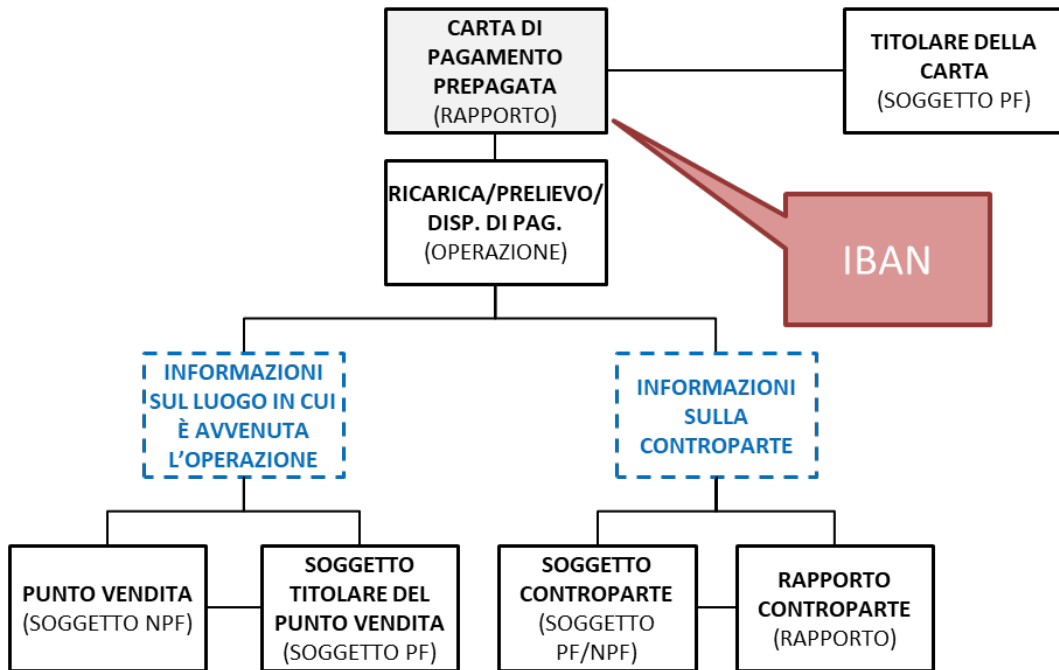 CARTA DI
PAGAMENTO
PREPAGATA
(RAPPORTO)
TITOLARE DELLA
CARTA
(SOGGETTO PF)
RICARICA/PRELIEVO/
DISP. DI PAG.
(OPERAZIONE)
IBAN
INFORMAZIONI
SUL LUOGO IN CUI
È AVVENUTA
L’OPERAZIONE
INFORMAZIONI
SULLA
CONTROPARTE
PUNTO VENDITA
(SOGGETTO NPF)
SOGGETTO
TITOLARE DEL
PUNTO VENDITA
(SOGGETTO PF)
SOGGETTO
CONTROPARTE
(SOGGETTO
PF/NPF)
RAPPORTO
CONTROPARTE
(RAPPORTO)